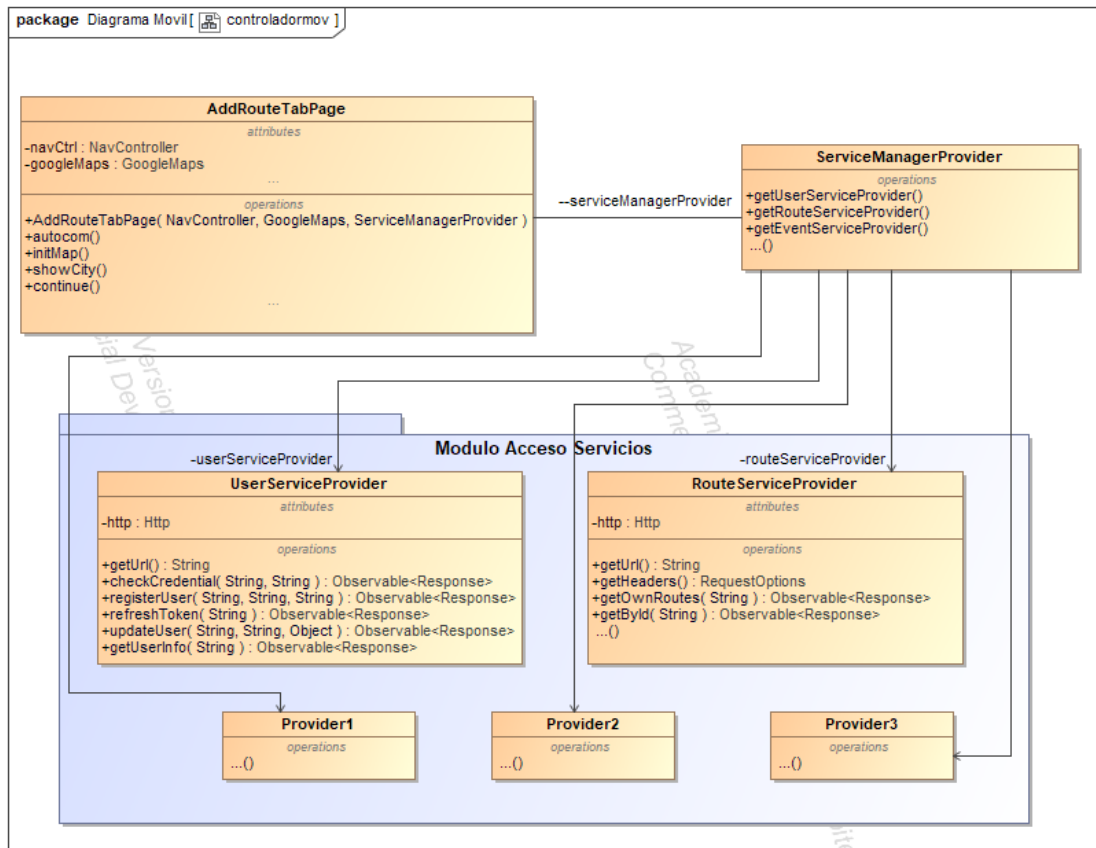 package Diagrama Movil[ controladormov ]
AddRouteTabPage
attributes
-navCtrl : NavController
-googleMaps : GoogleMaps
...
operations
+AddRouteTabPage( NavController, GoogleMaps, ServiceManagerProvider )
+autocom()
+initMap()
+showCity()
+continue()
...
--serviceManagerProvider
ServiceManagerProvider
operations
+getUserServiceProvider()
+getRouteServiceProvider()
+getEventServiceProvider()
...()
Version
Academi
Comme
Modulo Acceso Servicios
-userServiceProvider
UserServiceProvider
attributes
-http : Http
operations
+getUrl() : String
+checkCredential( String, String ) : Observable<Response>
+registerUser( String, String, String ) : Observable<Response>
+refreshToken( String ) : Observable<Response>
+updateUser( String, String, Object ) : Observable<Response>
+getUserInfo( String ) : Observable<Response>
-routeServiceProvider
RouteServiceProvider
attributes
-http : Http
operations
+getUrl() : String
+getHeaders() : RequestOptions
+getOwnRoutes( String ) : Observable<Response>
+getById( String ) : Observable<Response>
...()
Provider1
operations
...()
Provider2
operations
...()
Provider3
operations
...()